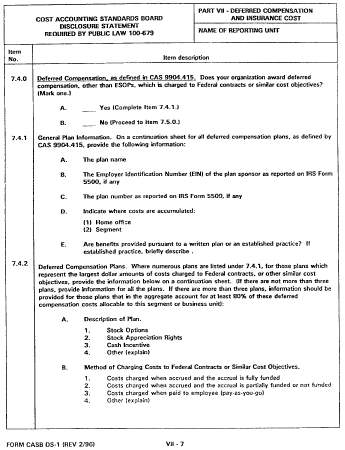 COST ACCOUNTING STANDARDS BOARD
DISCLOSURE STATEMENT
REQUIRED BY PUBLIC LAW 100-679
PART VII - DEFERRED COMPENSATION
AND INSURANCE COST
NAME OF REPORTING UNIT
Item
No.
Item description
7.4.0
Deferred Compensation, as defined in CAS 9904.415. Does your organization award deferred
compensation, other than ESOPs, which is charged to Federal contracts or similar cost objectives?
(Mark one.)
A. ____ Yes (Complete Item 7.4.1.)
B. ____ No (Proceed to Item 7.5.0.)
7.4.1
General Plan Information. On a continuation sheet for all deferred compensation plans, as defined by
CAS 9904.415, provide the following information:
A. The plan name
B. The Employer Identification Number (EIN) of the plan sponsor as reported on IRS Form
5500, if any
C. The plan number as reported on IRS Form 5500, if any
D. Indicate where costs are accumulated:
(1) Home office
(2) Segment
E. Are benefits provided pursuant to a written plan or an established practice? If
established practice, briefly describe .
7.4.2
Deferred Compensation Plans. Where numerous plans are listed under 7.4.1, for those plans which
represent the largest dollar amounts of costs charged to Federal contracts, or other similar cost
objectives, provide the information below on a continuation sheet. (If there are not more than three
plans, provide information for all the plans. If there are more than three plans, information should be
provided for those plans that in the aggregate account for at least 80% of these deferred
compensation costs allocable to this segment or business unit):
A. Description of Plan.
1. Stock Options
2. Stock Appreciation Rights
3. Cash Incentive
4. Other (explain)
B. Method of Charging Costs to Federal Contracts or Similar Cost Objectives.
1. Costs charged when accrued and the accrual is fully funded
2. Costs charged when accrued and the accrual is partially funded or not funded
3. Costs charged when paid to employee (pay-as-you-go)
4. Other (explain)
FORM CASB DS-1 (REV 2/96)
VII - 7